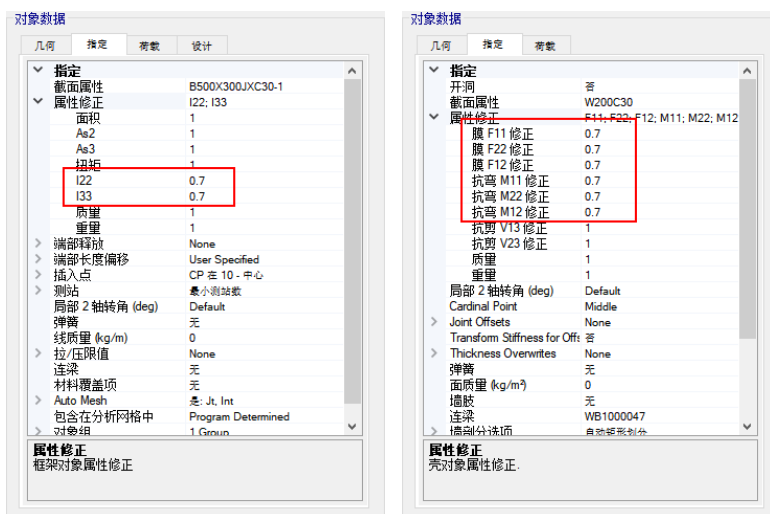 对象数据
几何 指定 荷载 设计
指定
截面属性 B500X300JXC30-1
属性修正 I22; I33
面积 1
As2 1
As3 1
扭矩 1
I22 0.7
I33 0.7
质量 1
重量 1
端部释放 None
端部长度偏移 User Specified
插入点 CP 在 10 - 中心
测站 最小测站数
局部 2 轴转角 (deg) Default
弹簧 无
线质量 (kg/m) 0
拉/压限值 None
连梁 无
材料覆盖项 无
Auto Mesh 是: Jt, Int
包含在分析网格中 Program Determined
对象组 1 Group
属性修正
框架对象属性修正
对象数据
几何 指定 荷载
指定
开洞 否
截面属性 W200C30
属性修正 F11; F22; F12; M11; M22; M12
膜 F11 修正 0.7
膜 F22 修正 0.7
膜 F12 修正 0.7
抗弯 M11 修正 0.7
抗弯 M22 修正 0.7
抗弯 M12 修正 0.7
抗剪 V13 修正 1
抗剪 V23 修正 1
质量 1
重量 1
局部 2 轴转角 (deg) Default
Cardinal Point Middle
Joint Offsets None
Transform Stiffness for Offs 否
Thickness Overwrites None
弹簧 无
面质量 (kg/m²) 0
墙肢 无
连梁 WB1000047
墙剖分选项 自动矩形划分
属性修正
壳对象属性修正.